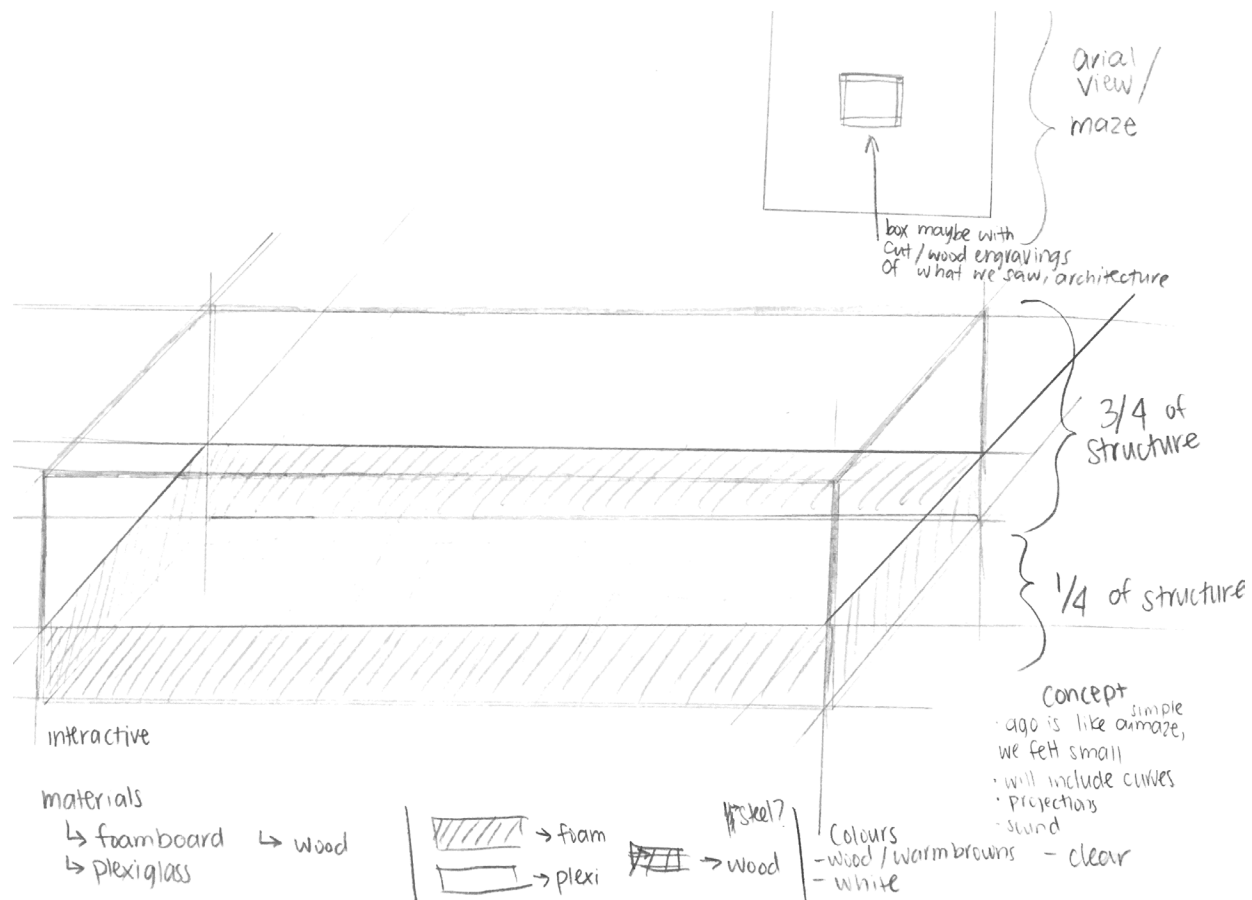 arial
view/
maze
box maybe with
cut/wood engravings
of what we saw, architecture
3/4 of
structure
1/4 of structure
interactive
materials
↳ foamboard ↳ wood
↳ plexiglass
→ foam
→ plexi
steel?
→ wood
colours
- wood/warm browns - clear
- white
concept
simple
· ago is like a maze,
we felt small
· will include curves
· projections
· sound